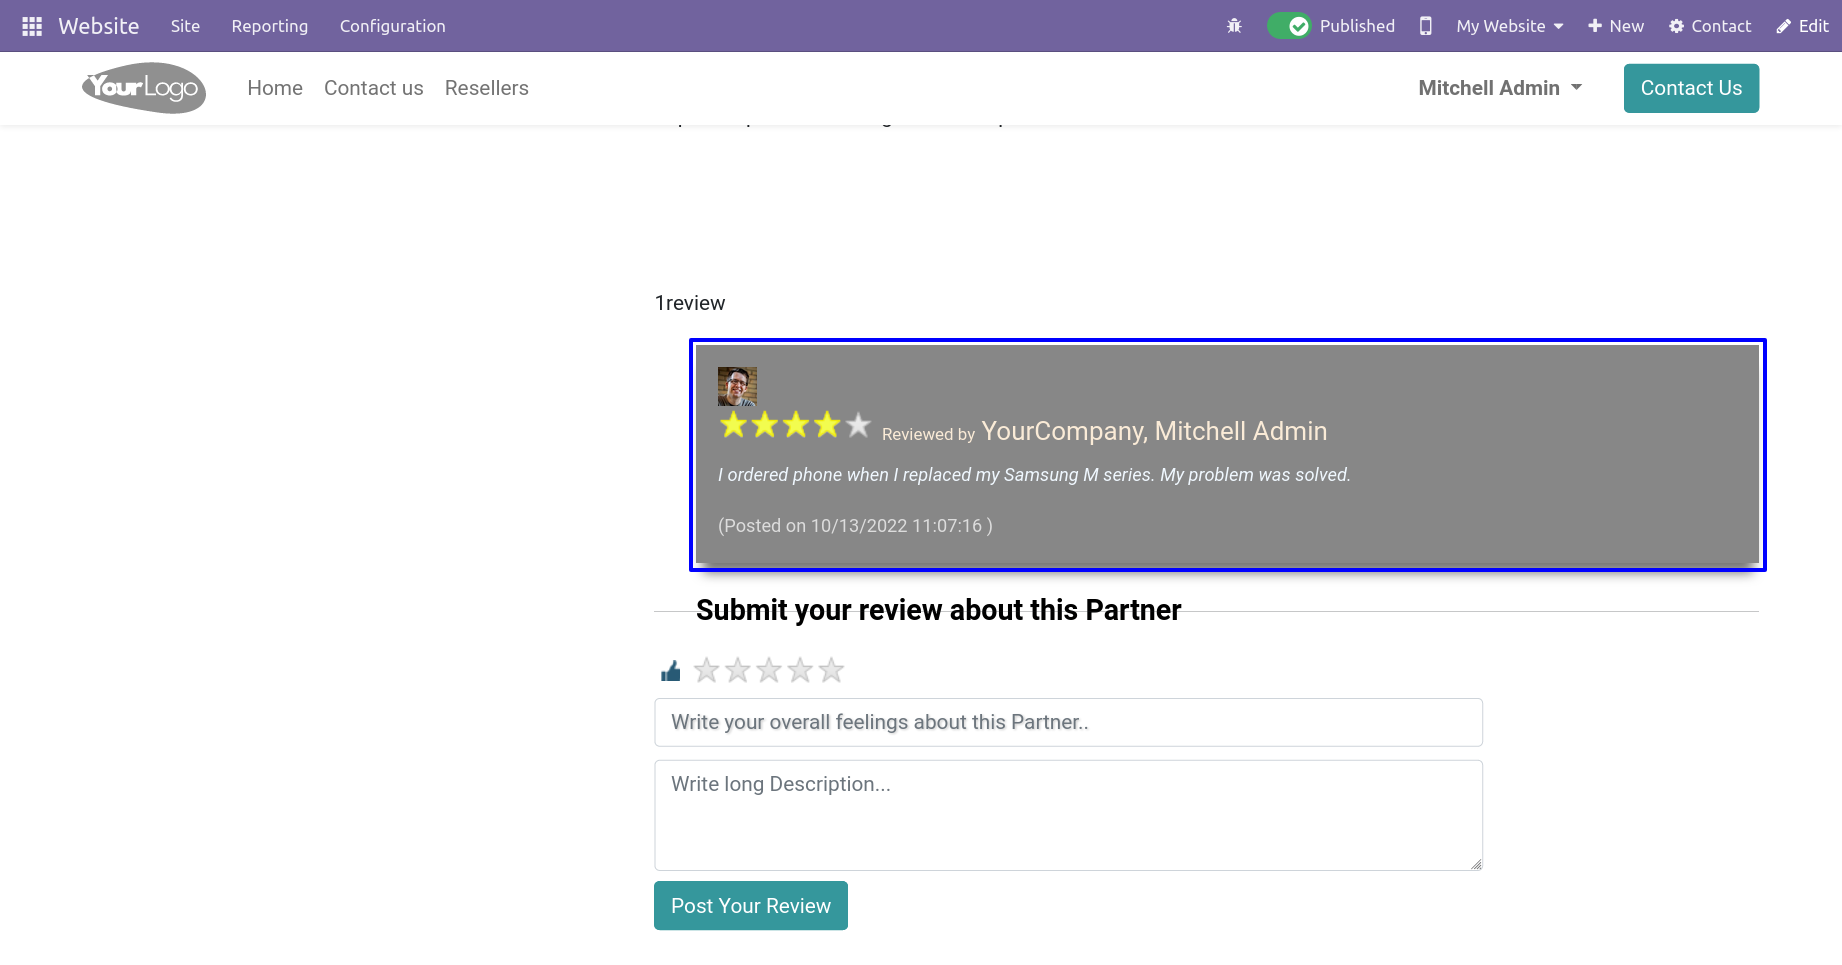 Website Site Reporting Configuration Published My Website New Contact Edit
YourLogo Home Contact us Resellers Mitchell Admin Contact Us
1review
Reviewed by YourCompany, Mitchell Admin
I ordered phone when I replaced my Samsung M series. My problem was solved.
(Posted on 10/13/2022 11:07:16 )
Submit your review about this Partner
Write your overall feelings about this Partner..
Write long Description...
Post Your Review